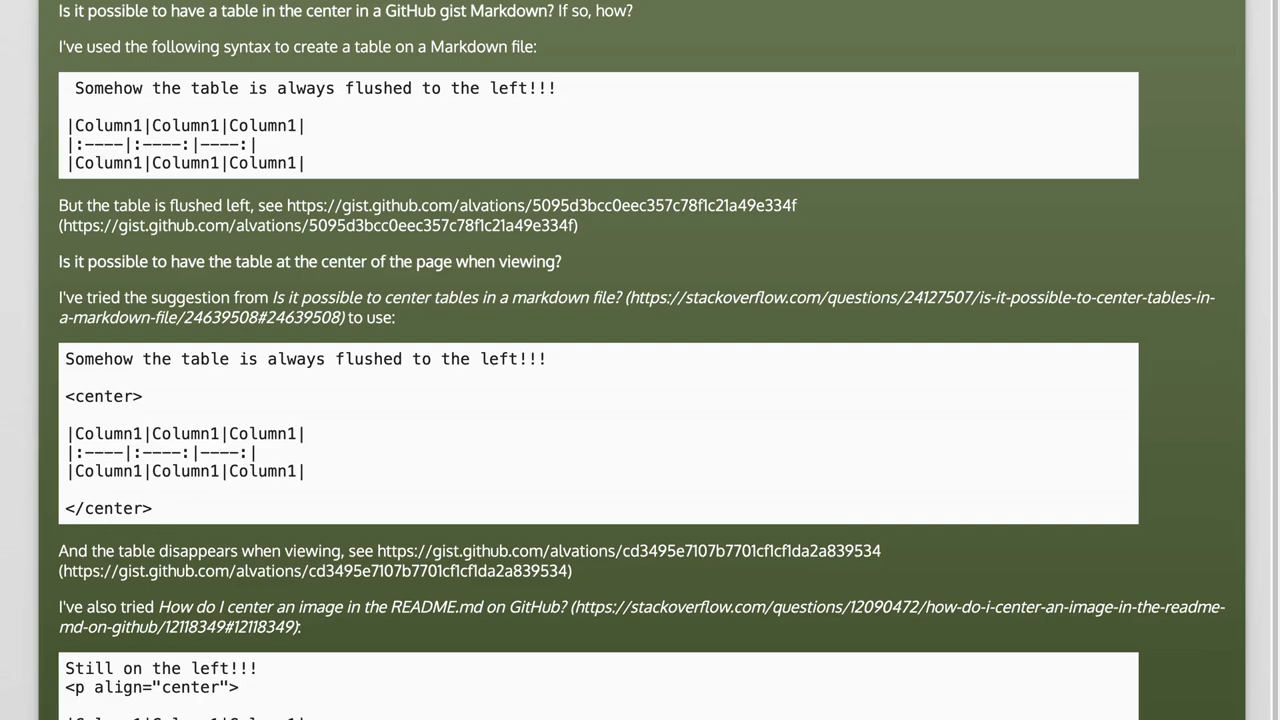 Is it possible to have a table in the center in a GitHub gist Markdown? If so, how?
I've used the following syntax to create a table on a Markdown file:
Somehow the table is always flushed to the left!!!
|Column1|Column1|Column1|
|:----|:----:|----:|
|Column1|Column1|Column1|
But the table is flushed left, see https://gist.github.com/alvations/5095d3bcc0eec357c78f1c21a49e334f
(https://gist.github.com/alvations/5095d3bcc0eec357c78f1c21a49e334f)
Is it possible to have the table at the center of the page when viewing?
I've tried the suggestion from Is it possible to center tables in a markdown file? (https://stackoverflow.com/questions/24127507/is-it-possible-to-center-tables-in-
a-markdown-file/24639508#24639508) to use:
Somehow the table is always flushed to the left!!!
<center>
|Column1|Column1|Column1|
|:----|:----:|----:|
|Column1|Column1|Column1|
</center>
And the table disappears when viewing, see https://gist.github.com/alvations/cd3495e7107b7701cf1cf1da2a839534
(https://gist.github.com/alvations/cd3495e7107b7701cf1cf1da2a839534)
I've also tried How do I center an image in the README.md on GitHub? (https://stackoverflow.com/questions/12090472/how-do-i-center-an-image-in-the-readme-
md-on-github/12118349#12118349):
Still on the left!!!
<p align="center">
|Column1|Column1|Column1|